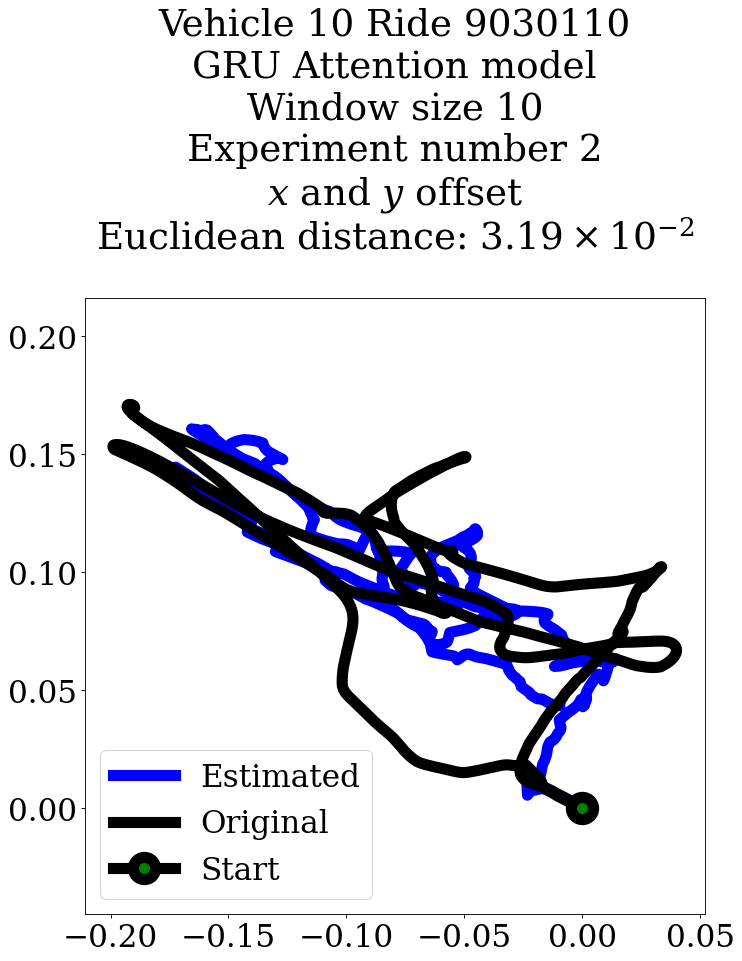 Vehicle 10 Ride 9030110
GRU Attention model
Window size 10
Experiment number 2
x and y offset
Euclidean distance: 3.19 × 10⁻²
0.20
0.15
0.10
0.05
0.00
Estimated
Original
Start
−0.20 −0.15 −0.10 −0.05 0.00 0.05